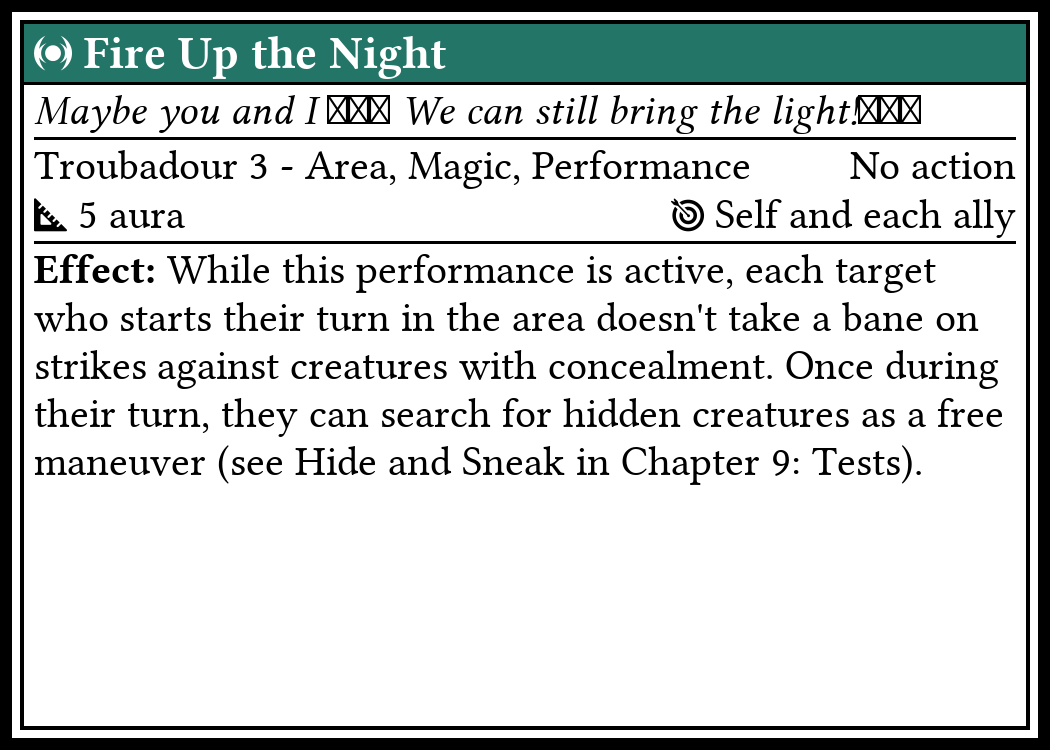 Fire Up the Night
Maybe you and I We can still bring the light!
Troubadour 3 - Area, Magic, Performance No action
5 aura Self and each ally
Effect: While this performance is active, each target
who starts their turn in the area doesn't take a bane on
strikes against creatures with concealment. Once during
their turn, they can search for hidden creatures as a free
maneuver (see Hide and Sneak in Chapter 9: Tests).